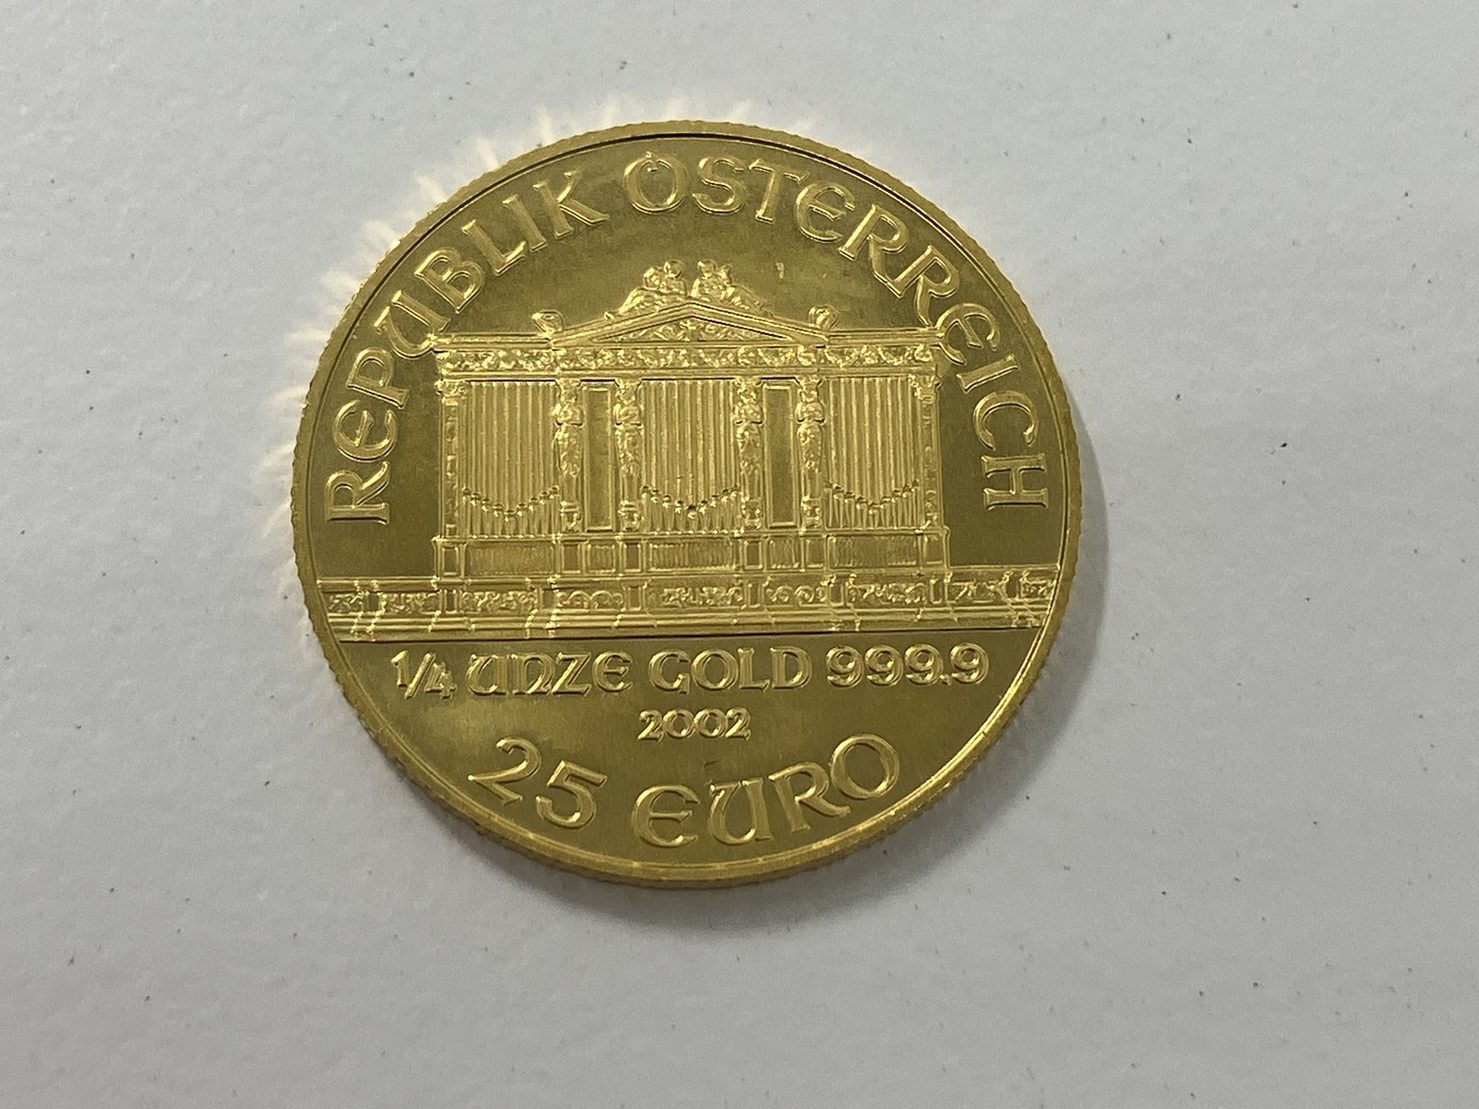 REPUBLIK ÖSTERREICH
1/4 UNZE GOLD 999.9
2002
25 EURO